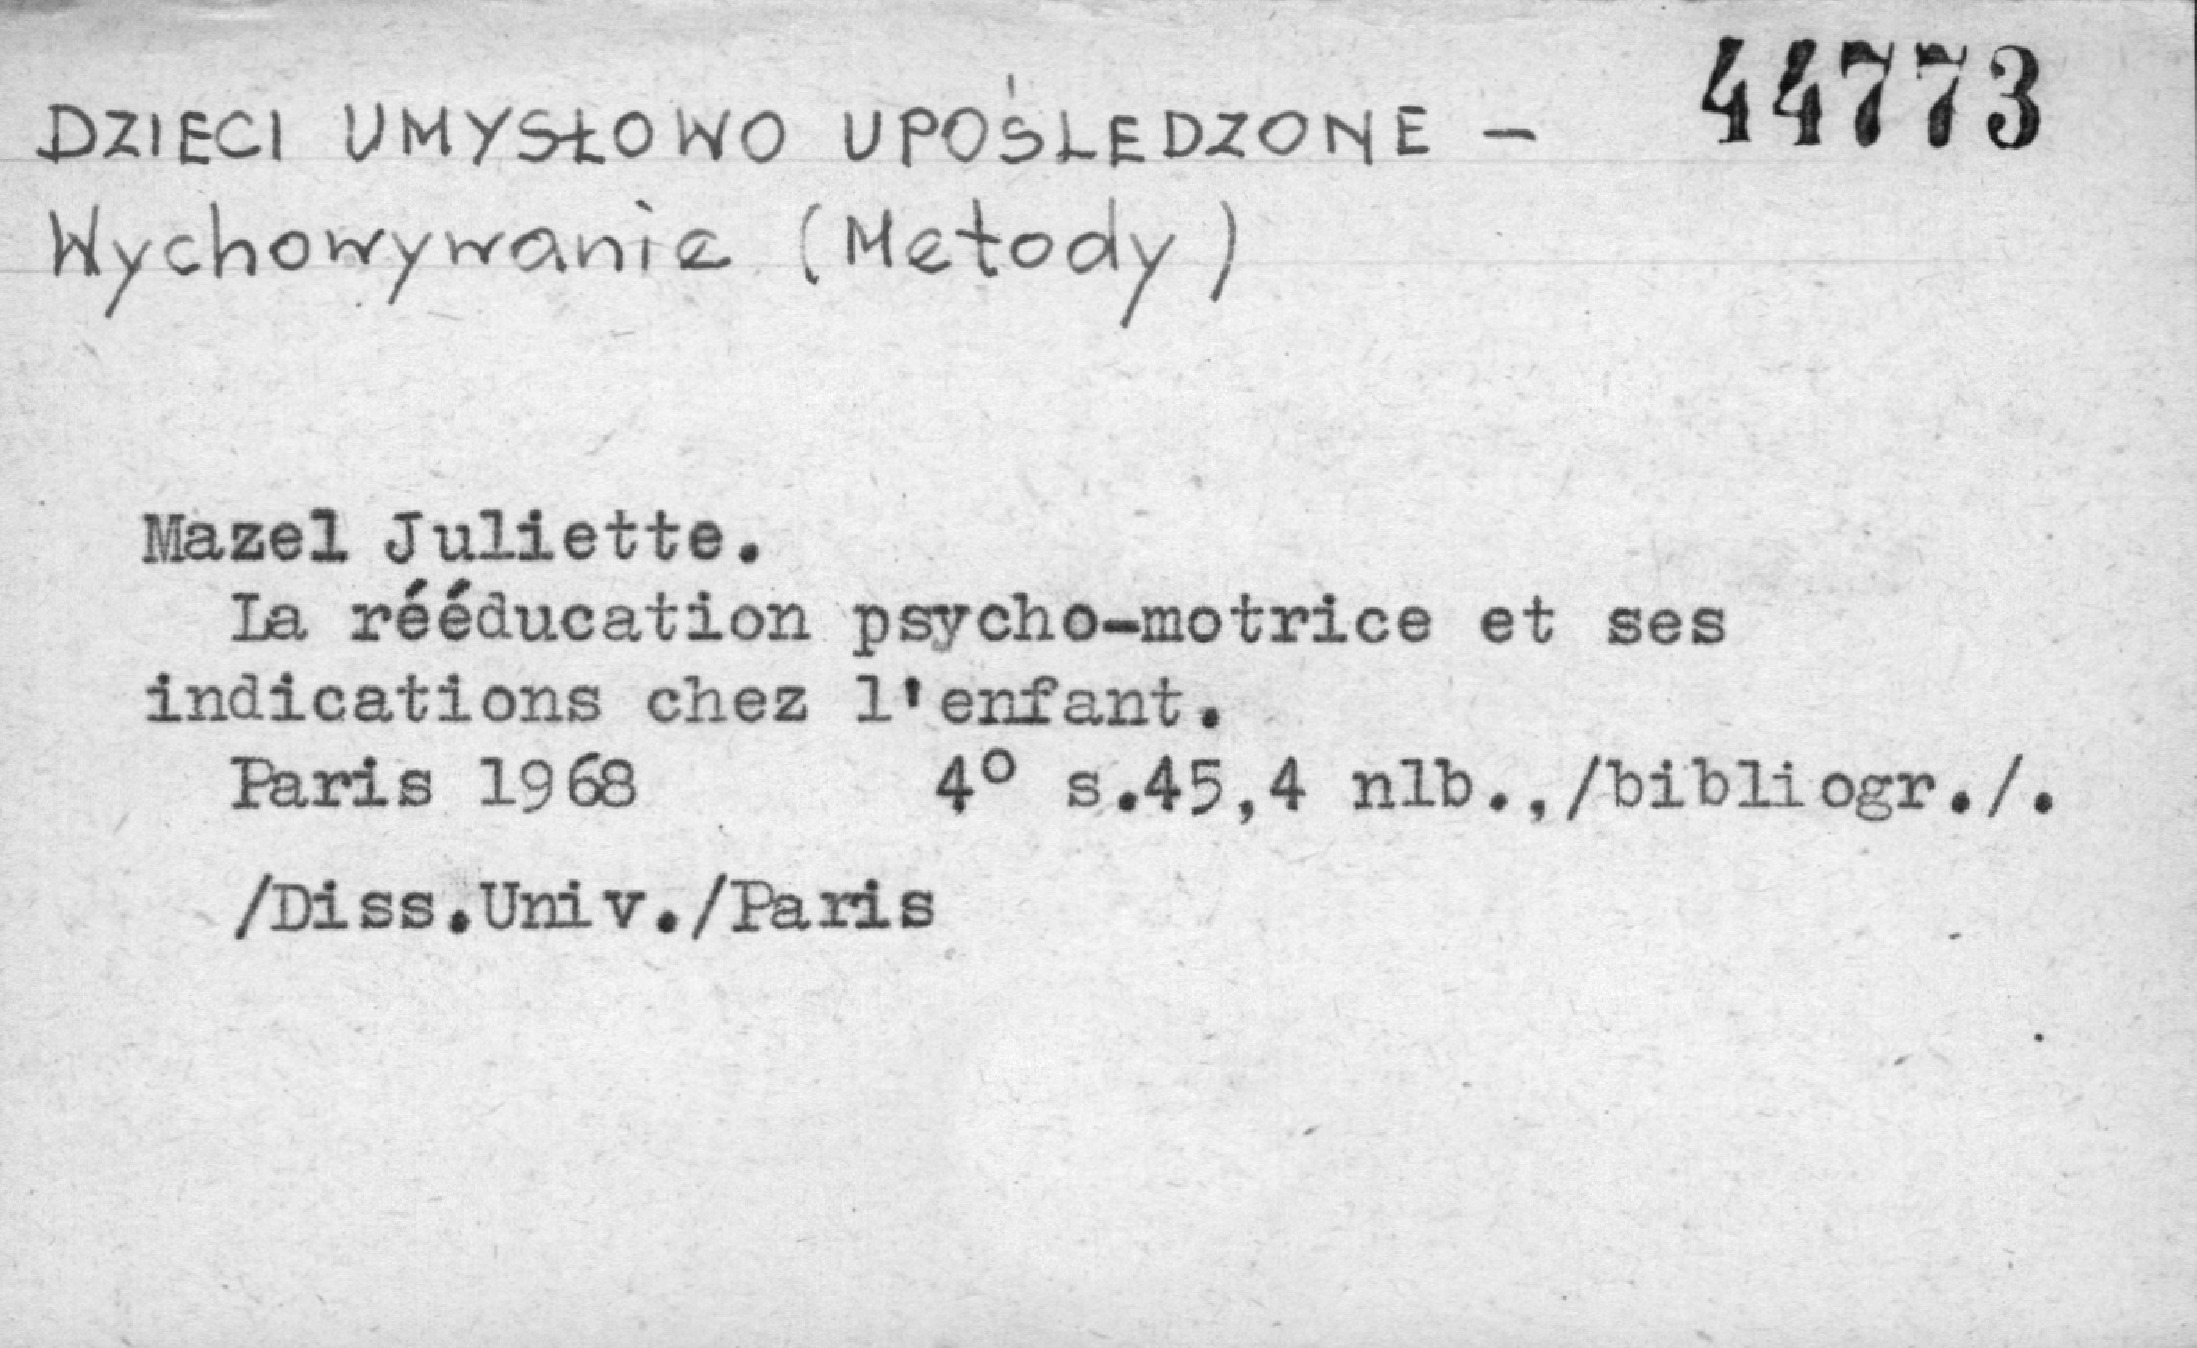 44773
DZIECI UMYSŁOWO UPOŚLEDZONE –
Wychowywanie (Metody)
Mazel Juliette.
La rééducation psycho-motrice et ses
indications chez l'enfant.
Paris 1968 4° s.45,4 nlb.,/bibliogr./.
/Diss.Univ./Paris